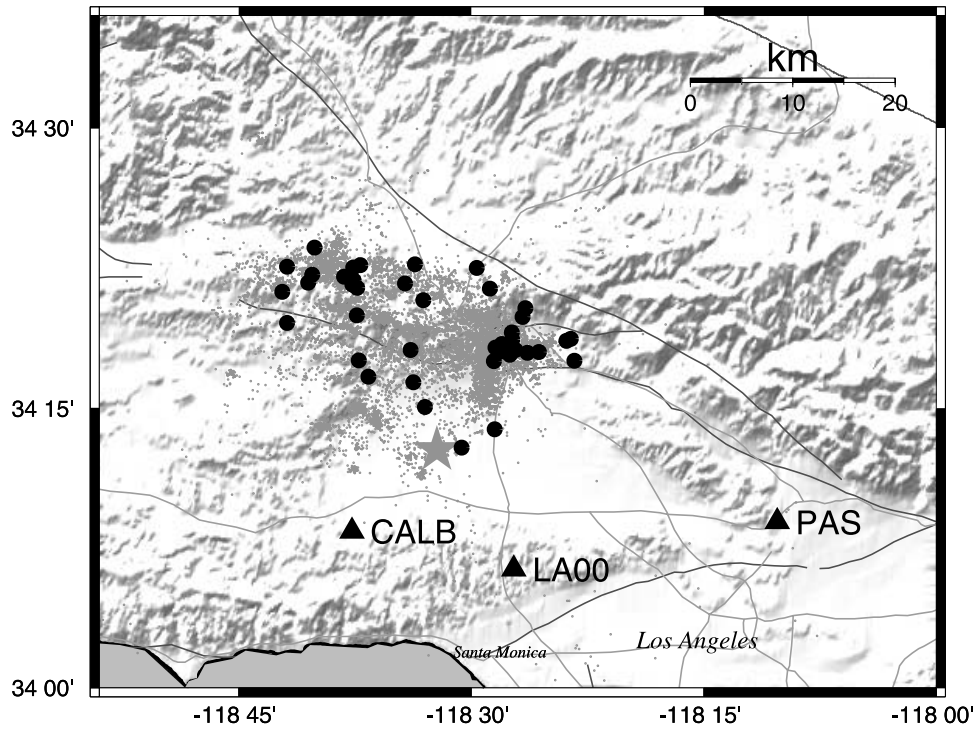 km
0 10 20
34 30'
34 15'
CALB
PAS
LA00
Los Angeles
Santa Monica
34 00'
-118 45' -118 30' -118 15' -118 00'